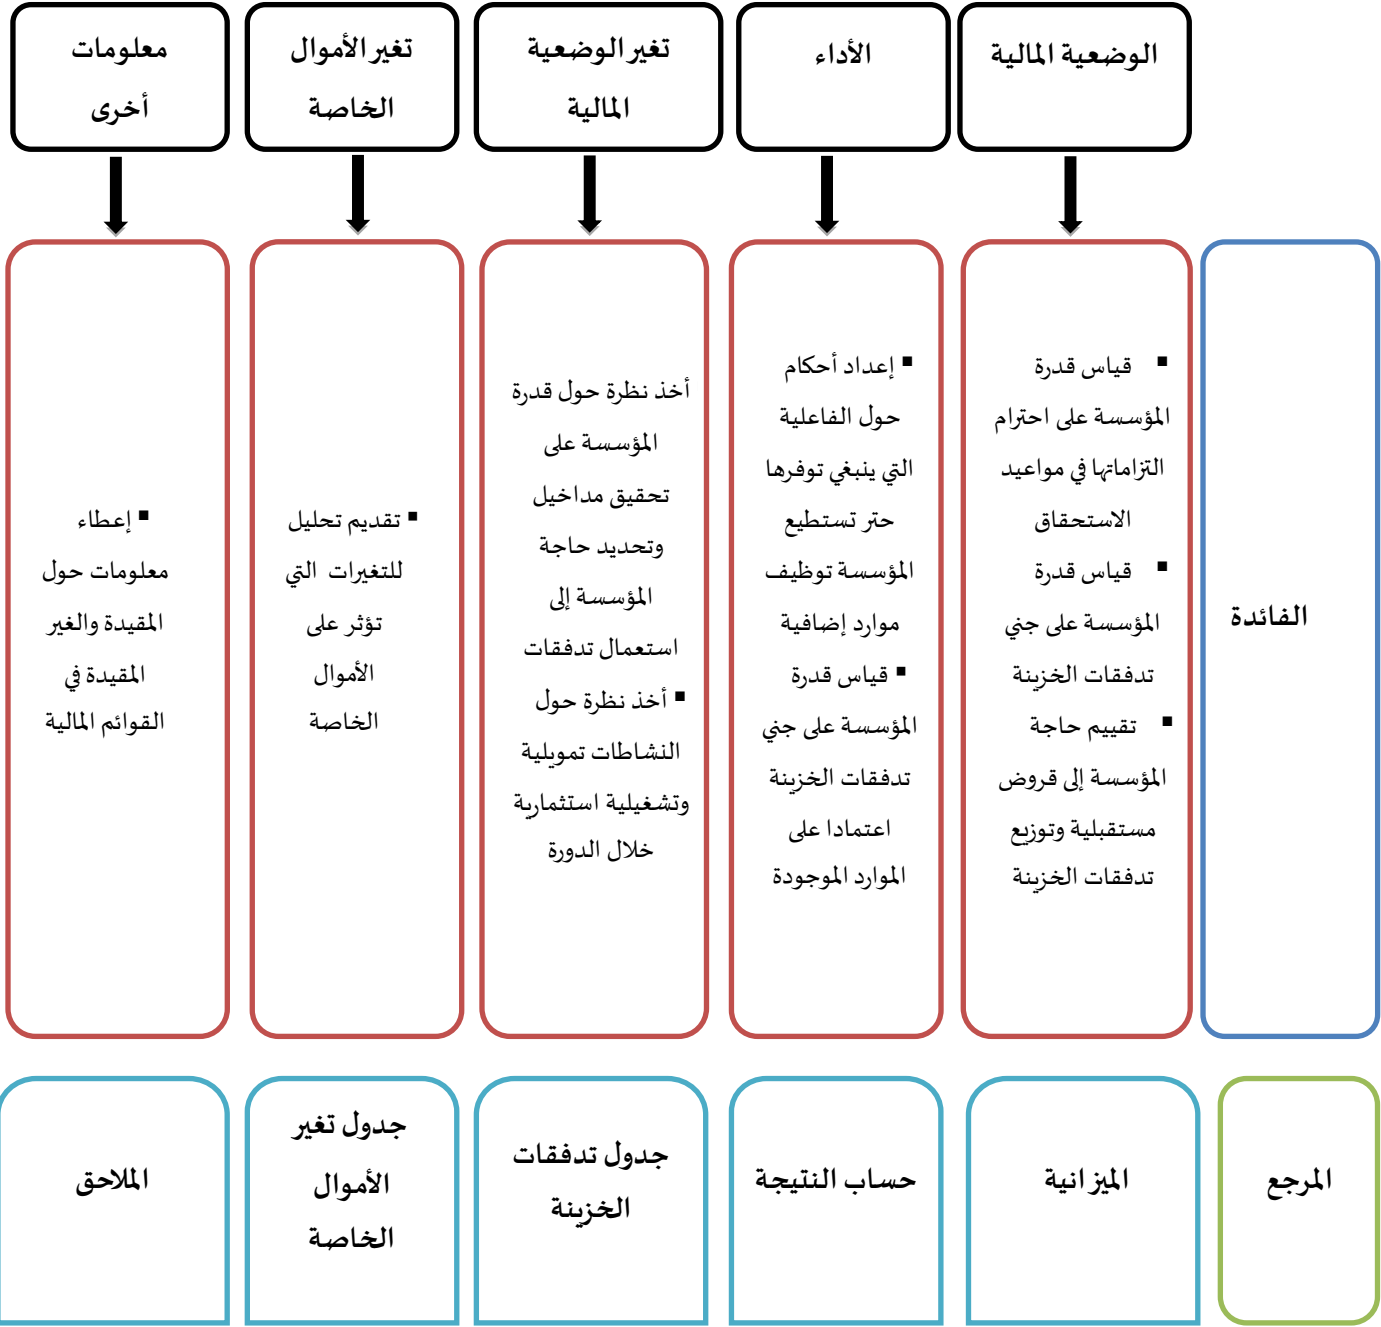 الوضعية المالية
الأداء
تغير الوضعية
المالية
تغير الأموال
الخاصة
معلومات
أخرى
الفائدة
▪ قياس قدرة
المؤسسة على احترام
التزاماتها في مواعيد
الاستحقاق
▪ قياس قدرة
المؤسسة على جني
تدفقات الخزينة
▪ تقييم حاجة
المؤسسة إلى قروض
مستقبلية وتوزيع
تدفقات الخزينة
▪ إعداد أحكام
حول الفاعلية
التي ينبغي توفرها
حتر تستطيع
المؤسسة توظيف
موارد إضافية
▪ قياس قدرة
المؤسسة على جني
تدفقات الخزينة
اعتمادا على
الموارد الموجودة
أخذ نظرة حول قدرة
المؤسسة على
تحقيق مداخيل
وتحديد حاجة
المؤسسة إلى
استعمال تدفقات
▪ أخذ نظرة حول
النشاطات تمويلية
وتشغيلية استثمارية
خلال الدورة
▪ تقديم تحليل
للتغيرات التي
تؤثر على
الأموال
الخاصة
▪ إعطاء
معلومات حول
المقيدة والغير
المقيدة في
القوائم المالية
المرجع
الميزانية
حساب النتيجة
جدول تدفقات
الخزينة
جدول تغير
الأموال
الخاصة
الملاحق